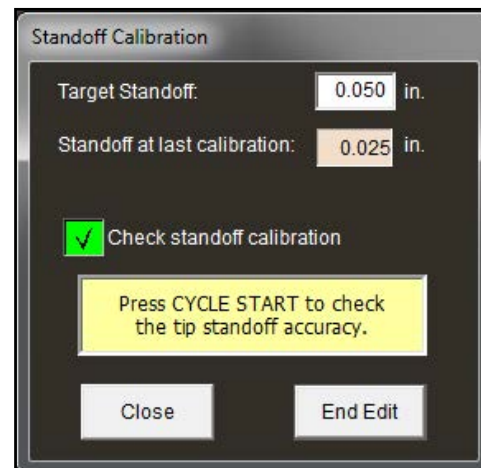 Standoff Calibration
Target Standoff: 0.050 in.
Standoff at last calibration: 0.025 in.
✓ Check standoff calibration
Press CYCLE START to check
the tip standoff accuracy.
Close End Edit